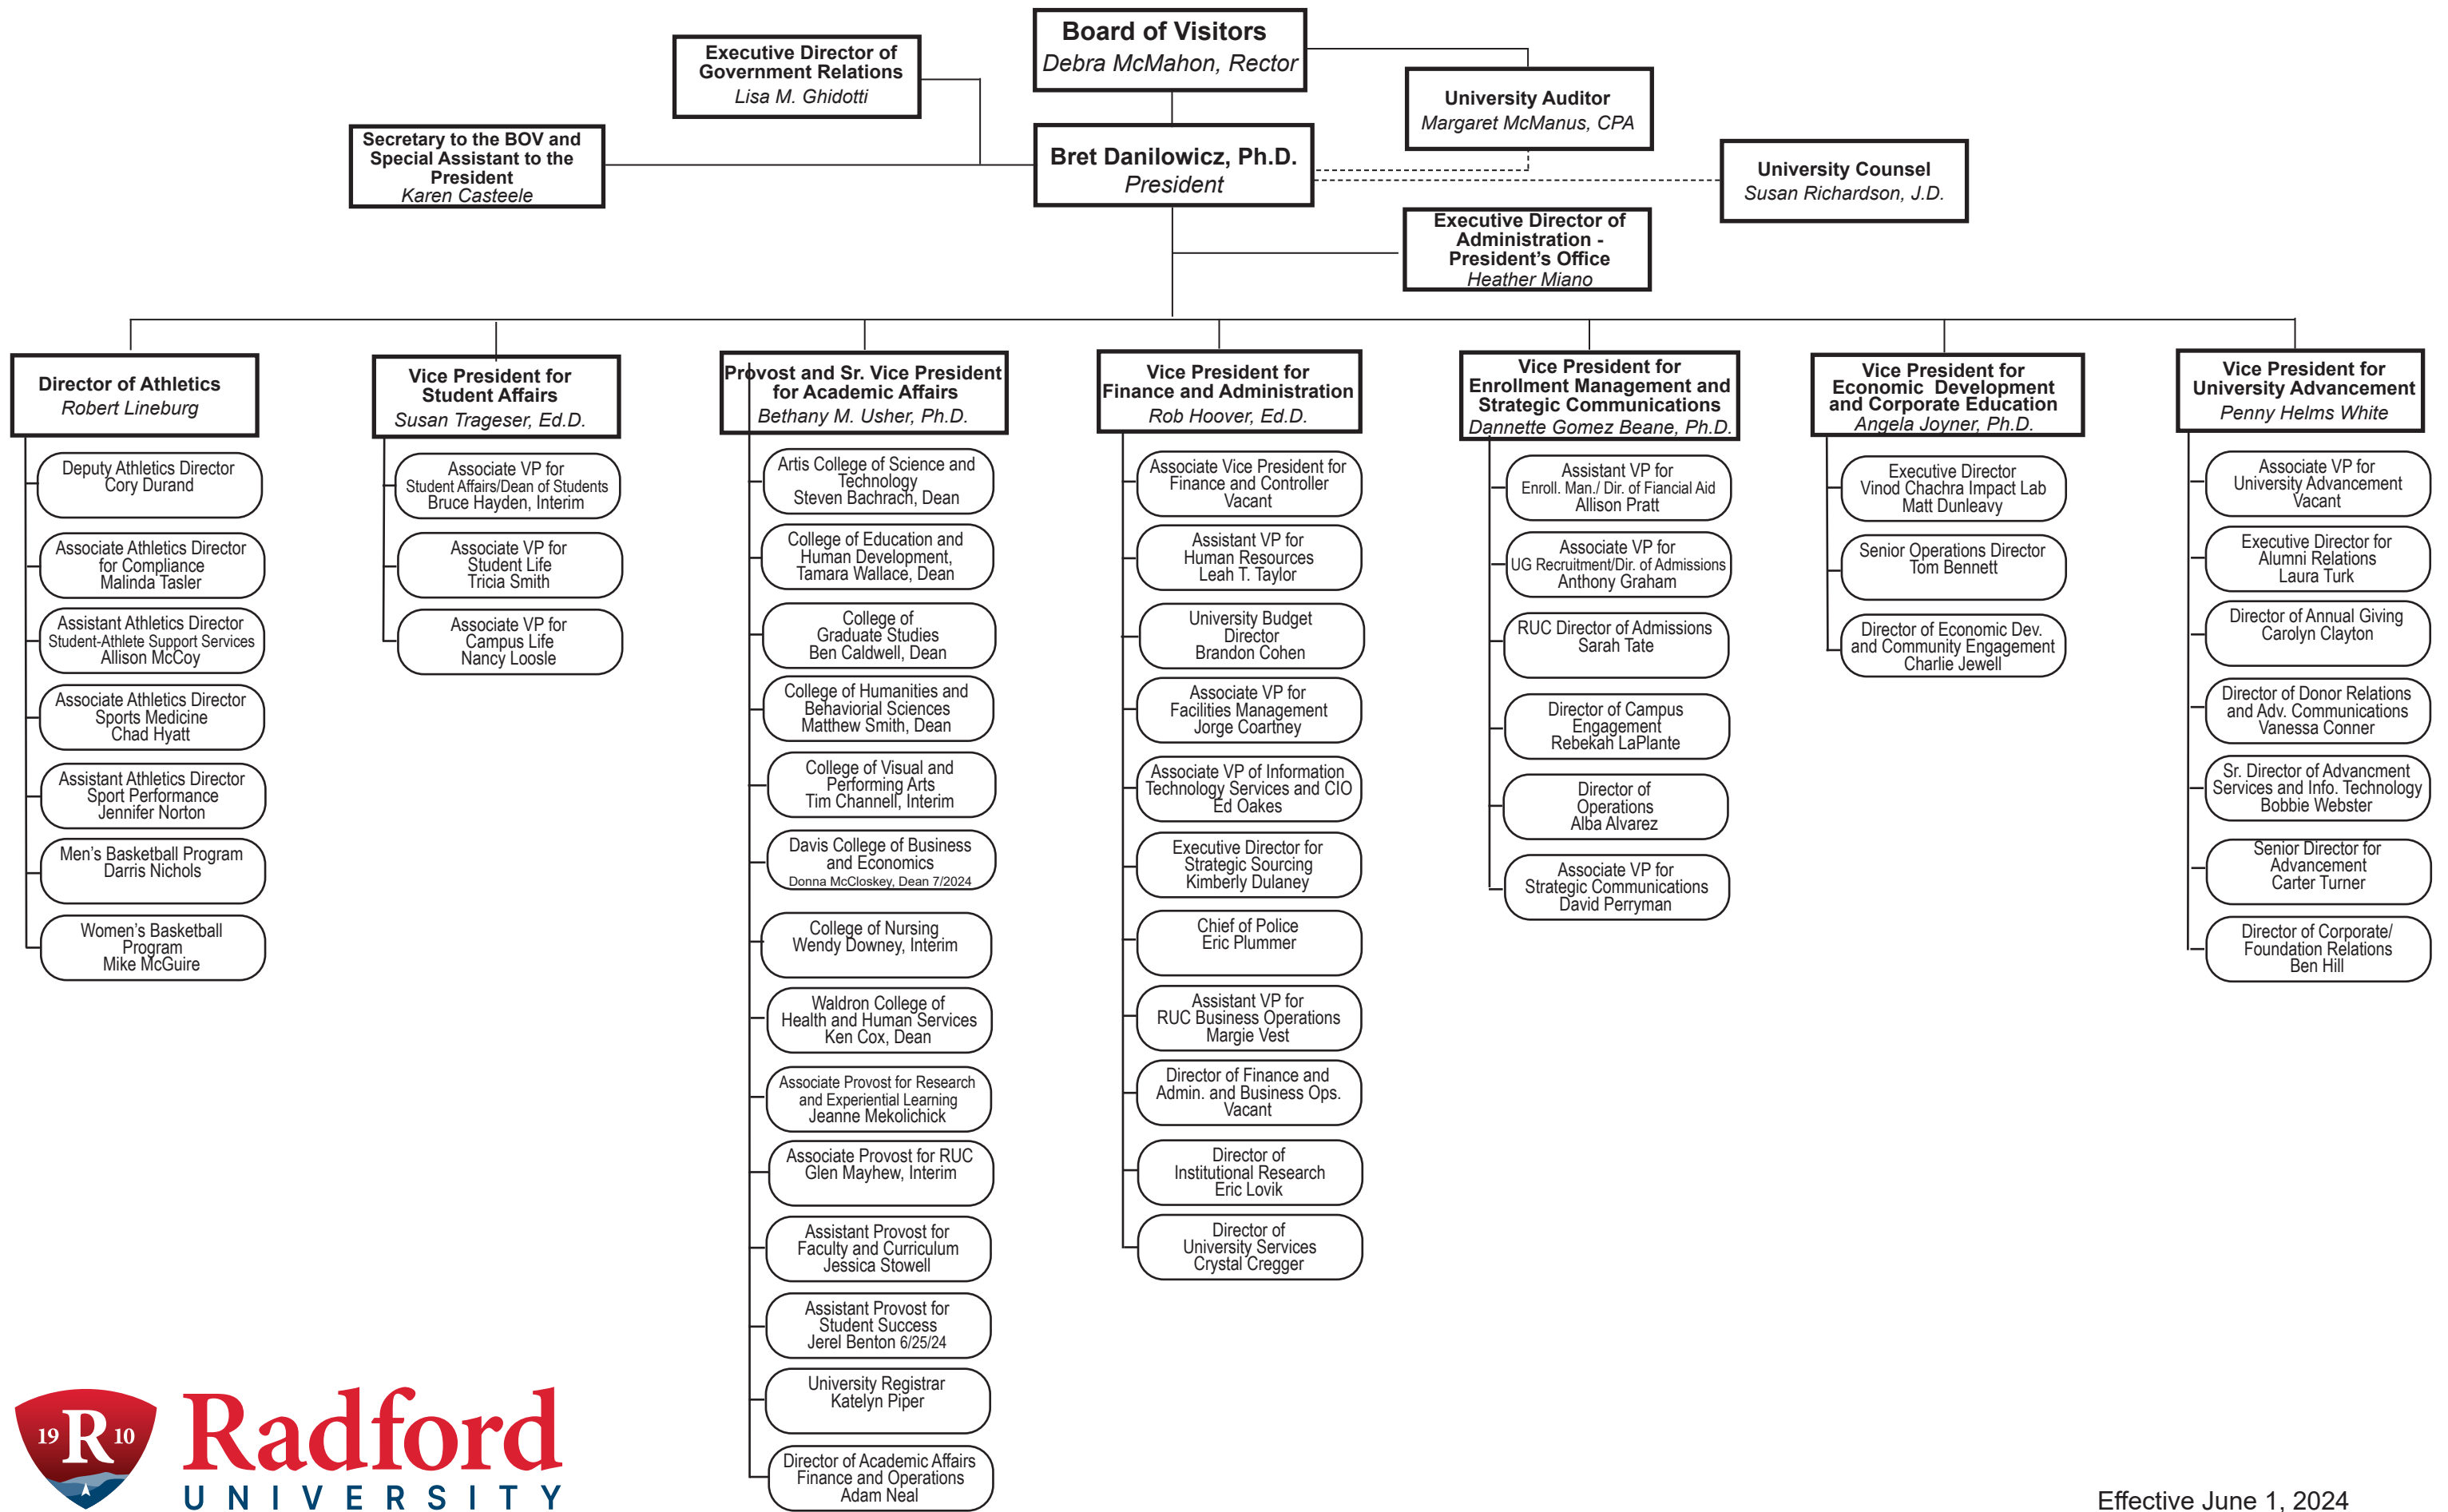 Board of Visitors
Debra McMahon, Rector
Executive Director of
Government Relations
Lisa M. Ghidotti
University Auditor
Margaret McManus, CPA
Secretary to the BOV and
Special Assistant to the
President
Karen Casteele
Bret Danilowicz, Ph.D.
President
University Counsel
Susan Richardson, J.D.
Executive Director of
Administration -
President's Office
Heather Miano
Director of Athletics
Robert Lineburg
Deputy Athletics Director
Cory Durand
Associate Athletics Director
for Compliance
Malinda Tasler
Assistant Athletics Director
Student-Athlete Support Services
Allison McCoy
Associate Athletics Director
Sports Medicine
Chad Hyatt
Assistant Athletics Director
Sport Performance
Jennifer Norton
Men's Basketball Program
Darris Nichols
Women's Basketball
Program
Mike McGuire
Vice President for
Student Affairs
Susan Trageser, Ed.D.
Associate VP for
Student Affairs/Dean of Students
Bruce Hayden, Interim
Associate VP for
Student Life
Tricia Smith
Associate VP for
Campus Life
Nancy Loosle
Provost and Sr. Vice President
for Academic Affairs
Bethany M. Usher, Ph.D.
Artis College of Science and
Technology
Steven Bachrach, Dean
College of Education and
Human Development,
Tamara Wallace, Dean
College of
Graduate Studies
Ben Caldwell, Dean
College of Humanities and
Behaviorial Sciences
Matthew Smith, Dean
College of Visual and
Performing Arts
Tim Channell, Interim
Davis College of Business
and Economics
Donna McCloskey, Dean 7/2024
College of Nursing
Wendy Downey, Interim
Waldron College of
Health and Human Services
Ken Cox, Dean
Associate Provost for Research
and Experiential Learning
Jeanne Mekolichick
Associate Provost for RUC
Glen Mayhew, Interim
Assistant Provost for
Faculty and Curriculum
Jessica Stowell
Assistant Provost for
Student Success
Jerel Benton 6/25/24
University Registrar
Katelyn Piper
Director of Academic Affairs
Finance and Operations
Adam Neal
Vice President for
Finance and Administration
Rob Hoover, Ed.D.
Associate Vice President for
Finance and Controller
Vacant
Assistant VP for
Human Resources
Leah T. Taylor
University Budget
Director
Brandon Cohen
Associate VP for
Facilities Management
Jorge Coartney
Associate VP of Information
Technology Services and CIO
Ed Oakes
Executive Director for
Strategic Sourcing
Kimberly Dulaney
Chief of Police
Eric Plummer
Assistant VP for
RUC Business Operations
Margie Vest
Director of Finance and
Admin. and Business Ops.
Vacant
Director of
Institutional Research
Eric Lovik
Director of
University Services
Crystal Cregger
Vice President for
Enrollment Management and
Strategic Communications
Dannette Gomez Beane, Ph.D.
Assistant VP for
Enroll. Man./ Dir. of Fiancial Aid
Allison Pratt
Associate VP for
UG Recruitment/Dir. of Admissions
Anthony Graham
RUC Director of Admissions
Sarah Tate
Director of Campus
Engagement
Rebekah LaPlante
Director of
Operations
Alba Alvarez
Associate VP for
Strategic Communications
David Perryman
Vice President for
Economic Development
and Corporate Education
Angela Joyner, Ph.D.
Executive Director
Vinod Chachra Impact Lab
Matt Dunleavy
Senior Operations Director
Tom Bennett
Director of Economic Dev.
and Community Engagement
Charlie Jewell
Vice President for
University Advancement
Penny Helms White
Associate VP for
University Advancement
Vacant
Executive Director for
Alumni Relations
Laura Turk
Director of Annual Giving
Carolyn Clayton
Director of Donor Relations
and Adv. Communications
Vanessa Conner
Sr. Director of Advancment
Services and Info. Technology
Bobbie Webster
Senior Director for
Advancement
Carter Turner
Director of Corporate/
Foundation Relations
Ben Hill
19 R 10
Radford
UNIVERSITY
Effective June 1, 2024